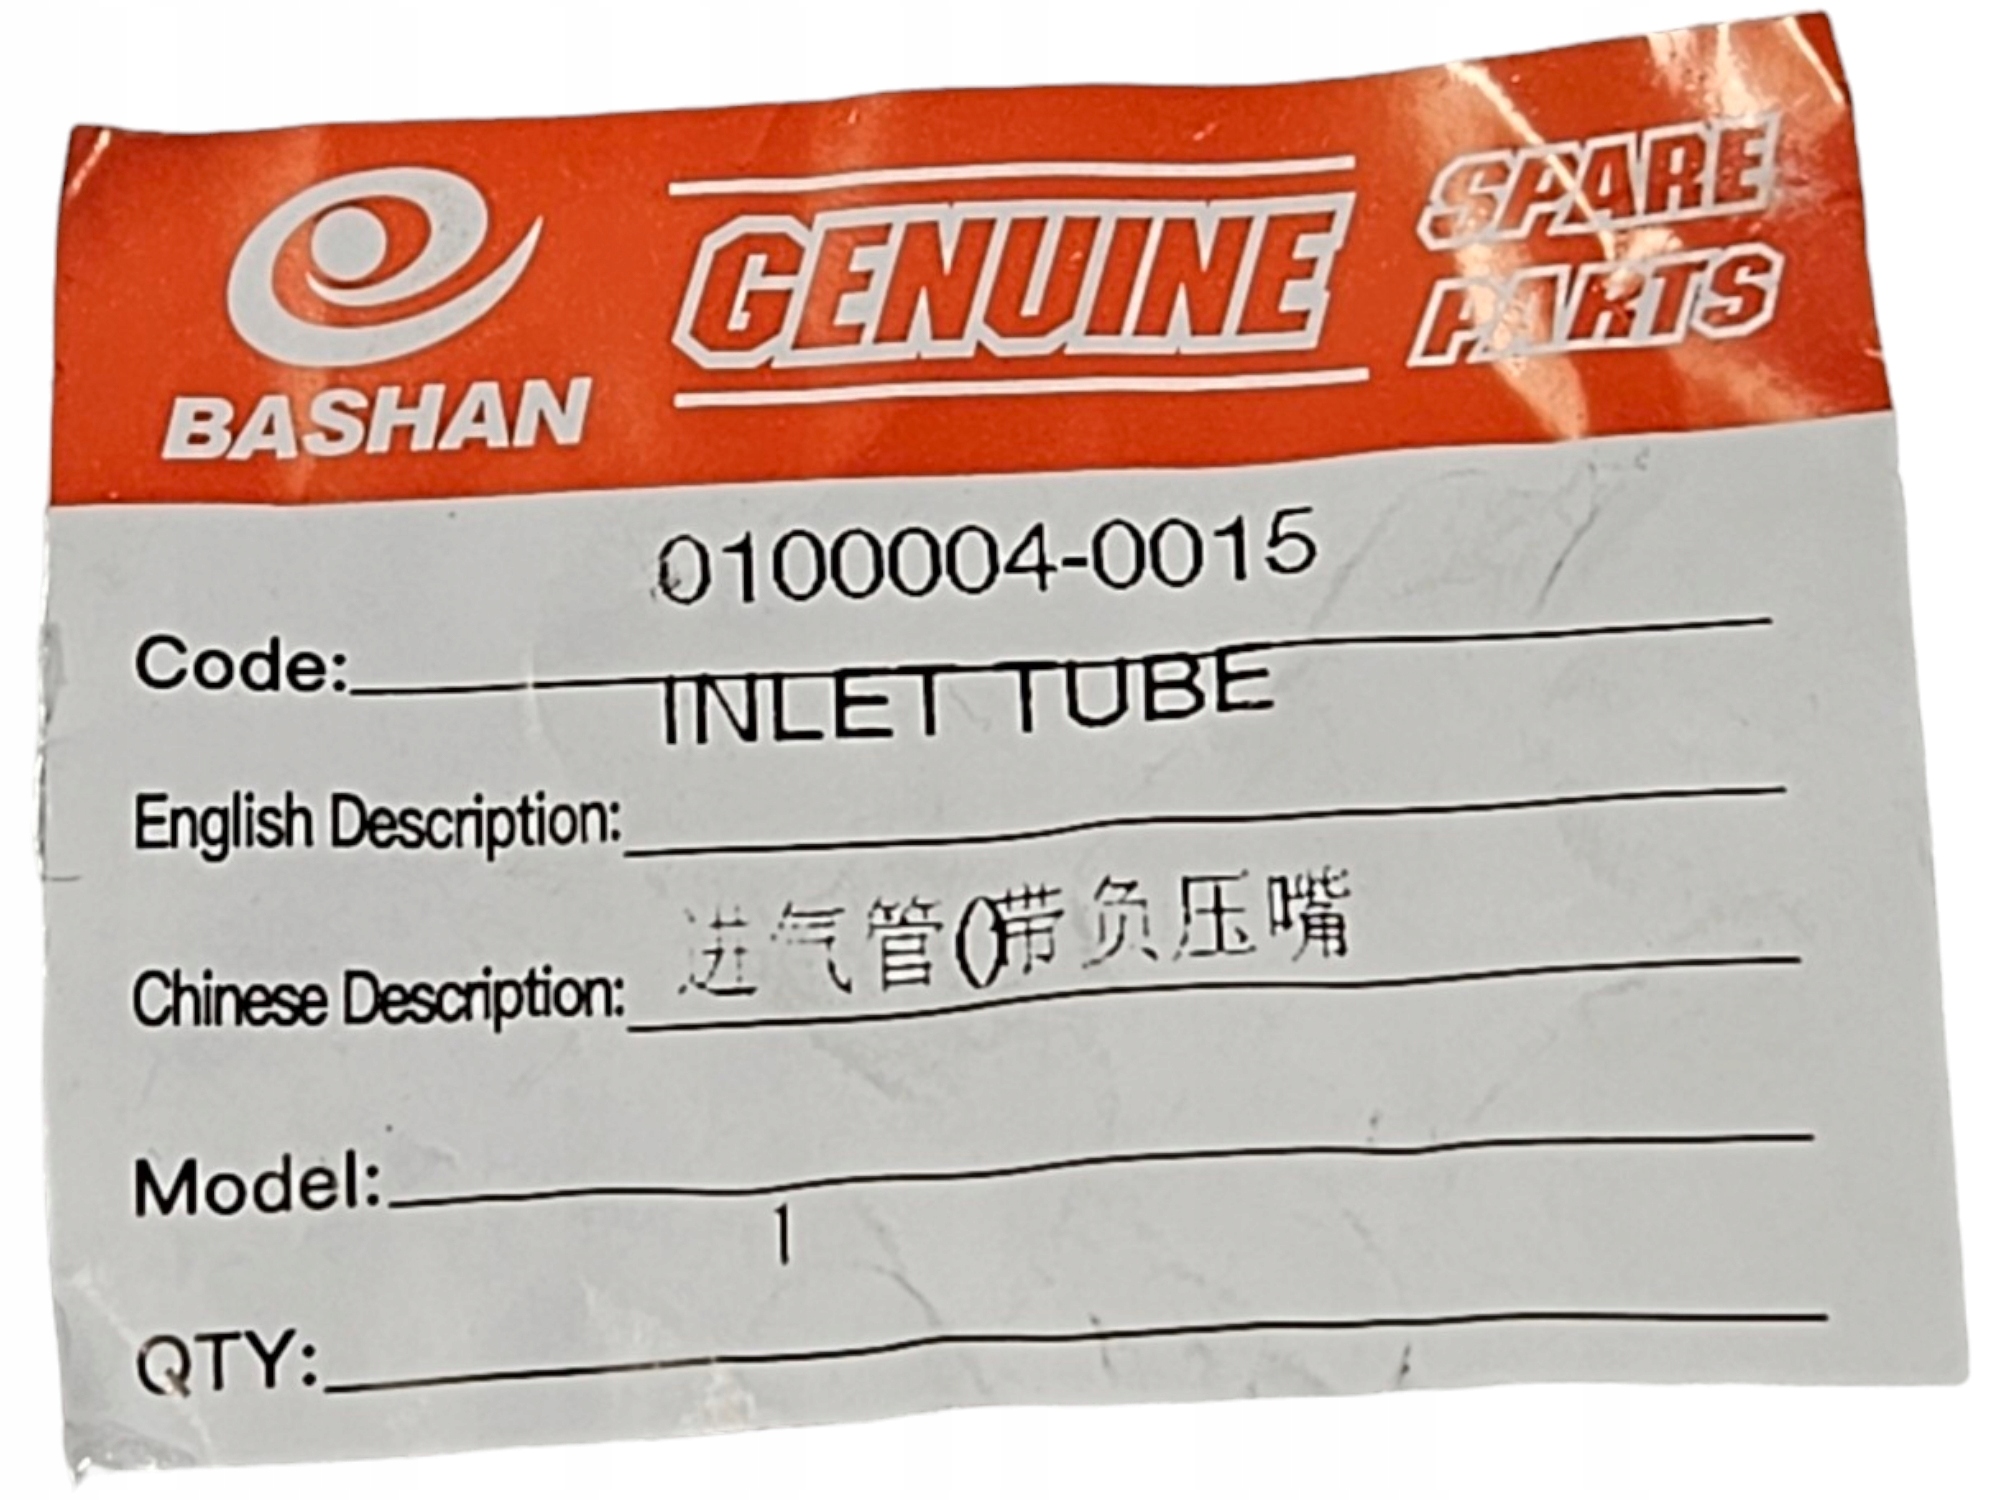 BASHAN
GENUINE
SPARE
PARTS
0100004-0015
Code:
INLET TUBE
English Description:
进气管()带负压嘴
Chinese Description:
Model:
1
QTY: